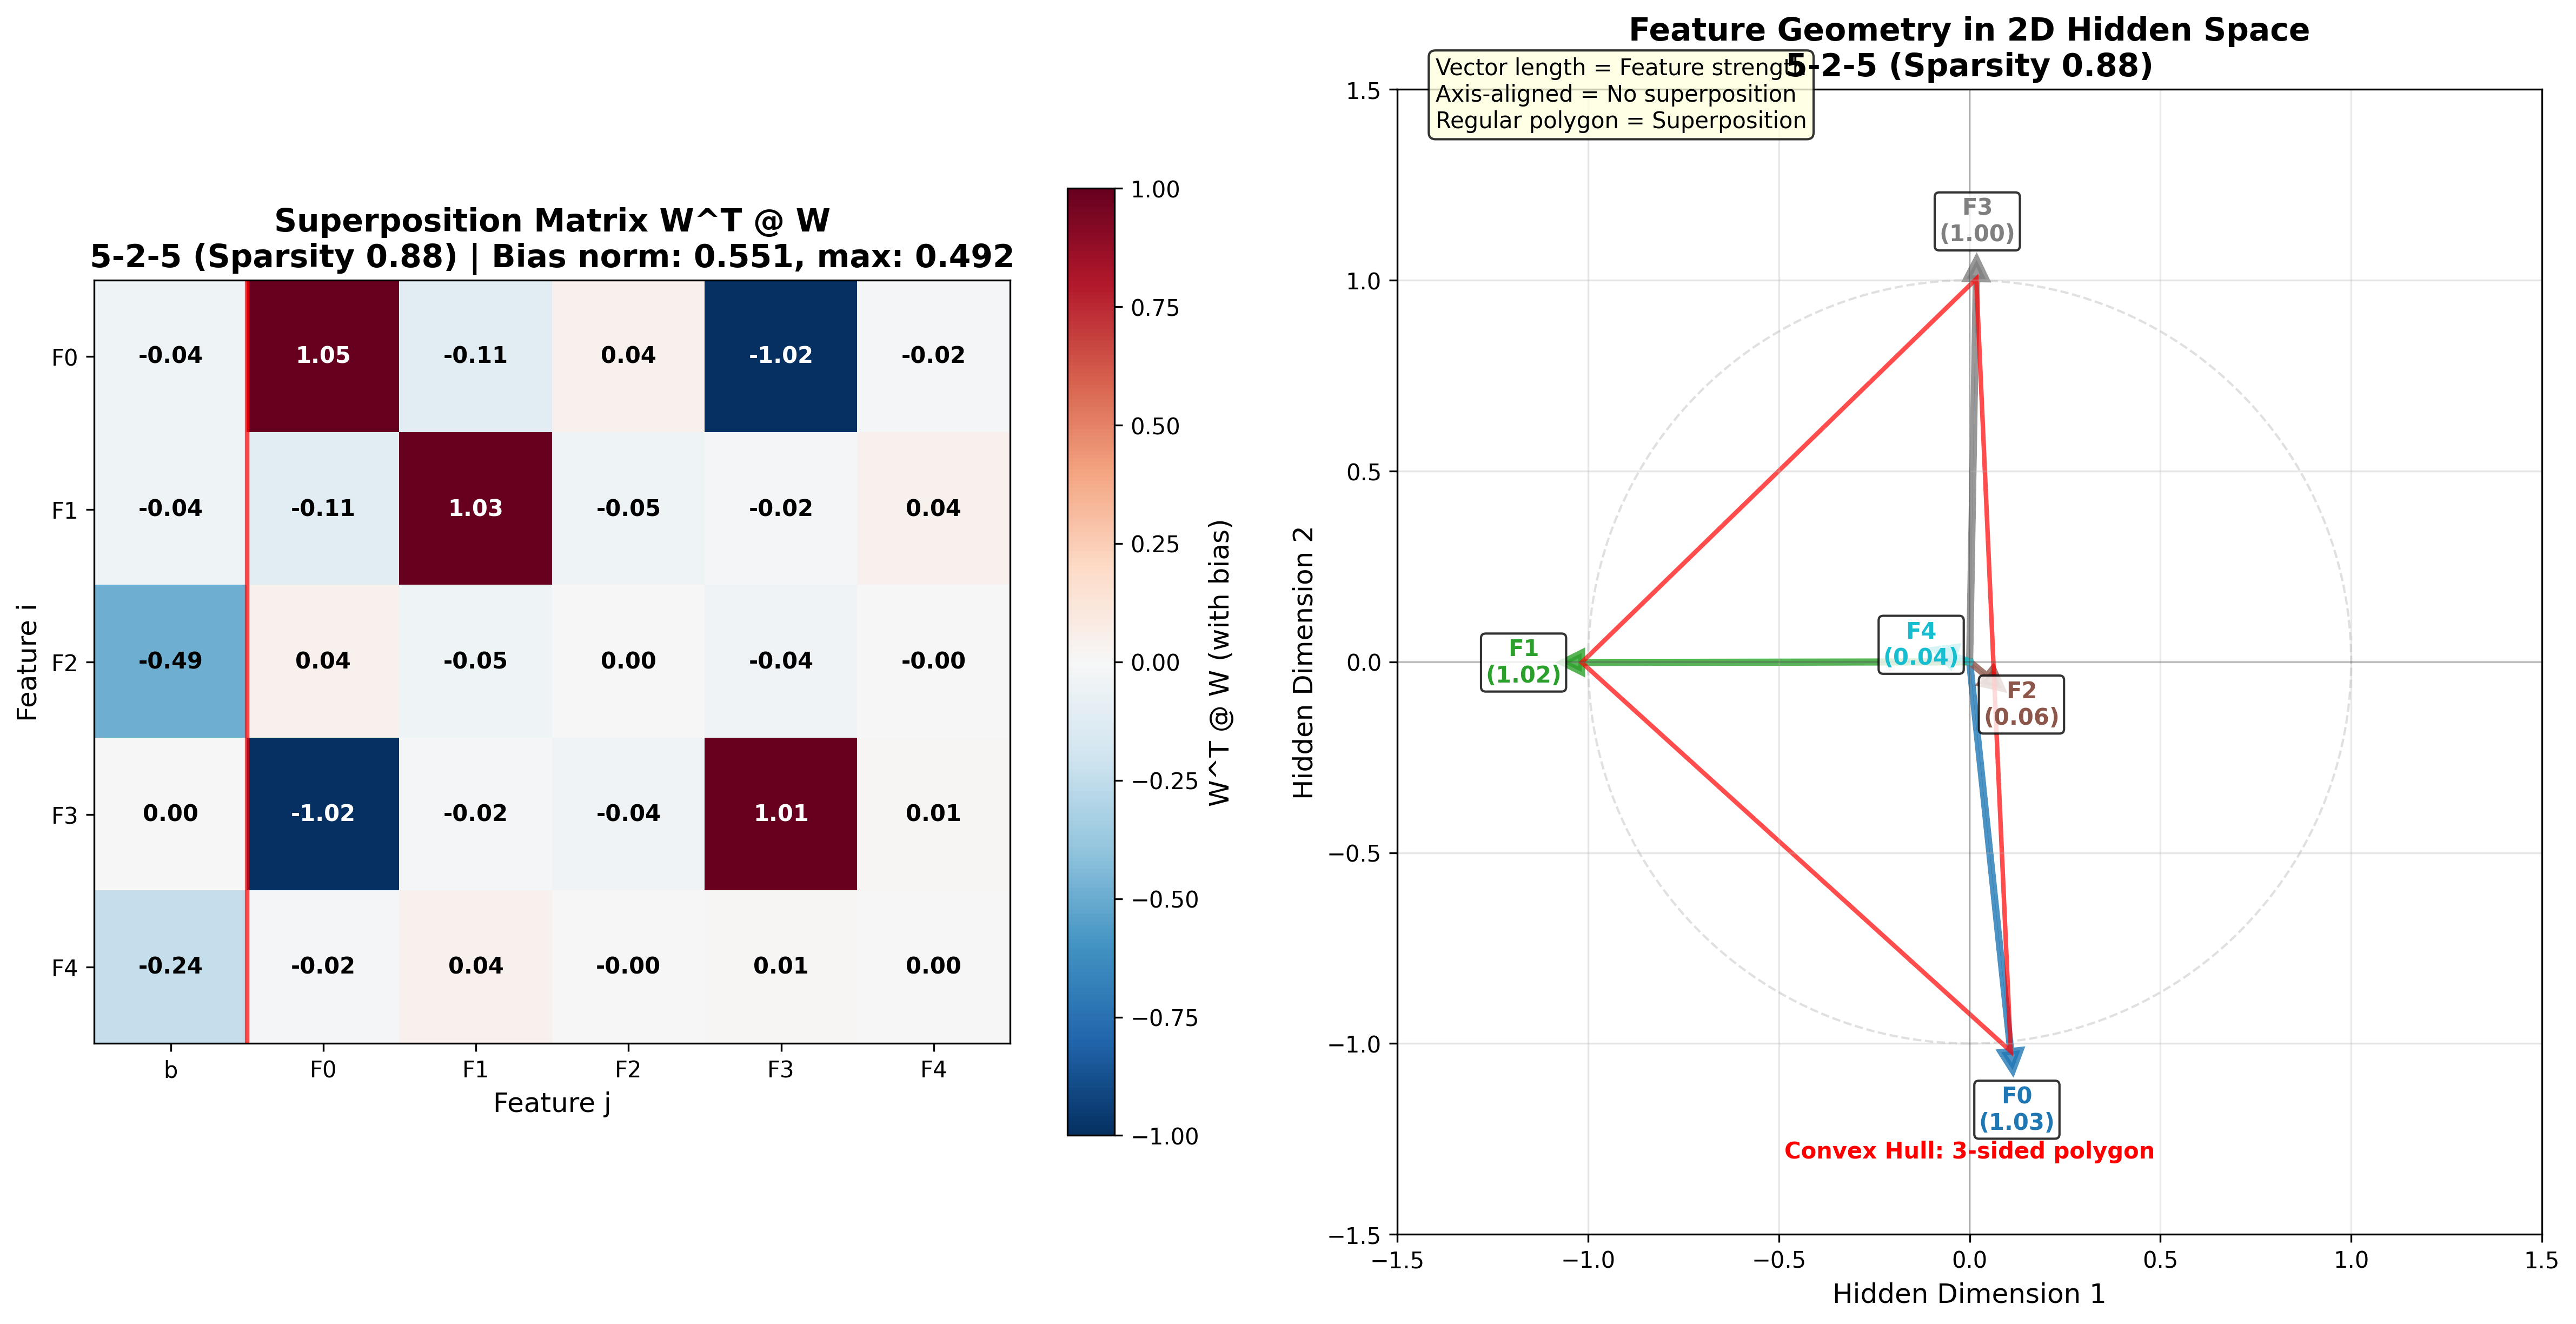 Superposition Matrix W^T @ W
5-2-5 (Sparsity 0.88) | Bias norm: 0.551, max: 0.492
Feature i
F0
F1
F2
F3
F4
-0.04 1.05 -0.11 0.04 -1.02 -0.02
-0.04 -0.11 1.03 -0.05 -0.02 0.04
-0.49 0.04 -0.05 0.00 -0.04 -0.00
0.00 -1.02 -0.02 -0.04 1.01 0.01
-0.24 -0.02 0.04 -0.00 0.01 0.00
b F0 F1 F2 F3 F4
Feature j
1.00
0.75
0.50
0.25
0.00
−0.25
−0.50
−0.75
−1.00
W^T @ W (with bias)
Feature Geometry in 2D Hidden Space
5-2-5 (Sparsity 0.88)
Vector length = Feature strength
Axis-aligned = No superposition
Regular polygon = Superposition
Hidden Dimension 2
1.5
1.0
0.5
0.0
−0.5
−1.0
−1.5
F3
(1.00)
F1
(1.02)
F4
(0.04)
F2
(0.06)
F0
(1.03)
Convex Hull: 3-sided polygon
−1.5 −1.0 −0.5 0.0 0.5 1.0 1.5
Hidden Dimension 1